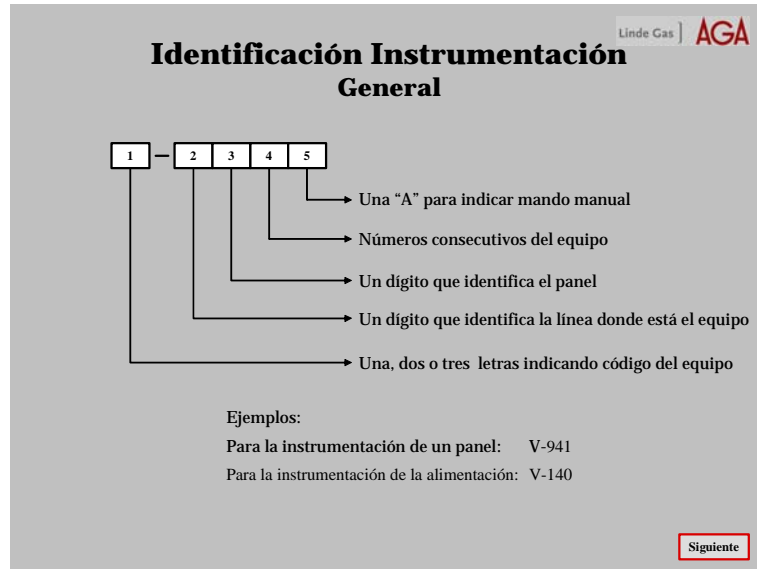 Linde Gas AGA
Identificación Instrumentación
General
1 – 2 3 4 5
Una “A” para indicar mando manual
Números consecutivos del equipo
Un dígito que identifica el panel
Un dígito que identifica la línea donde está el equipo
Una, dos o tres letras indicando código del equipo
Ejemplos:
Para la instrumentación de un panel: V-941
Para la instrumentación de la alimentación: V-140
Siguiente